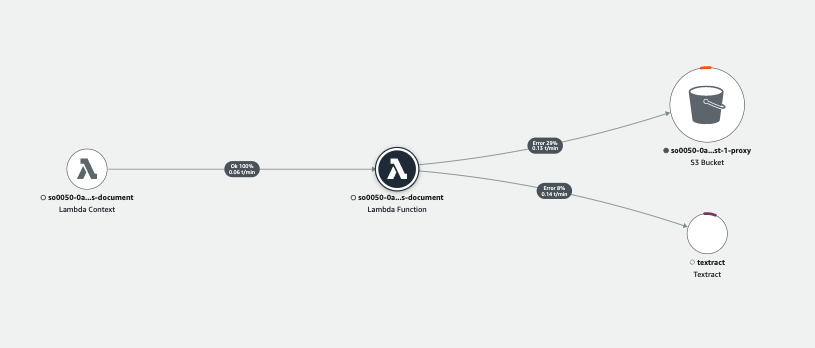 Ok 100%
0.06 t/min
so0050-0a...s-document
Lambda Context
so0050-0a...s-document
Lambda Function
Error 29%
0.13 t/min
Error 8%
0.14 t/min
so0050-0a...st-1-proxy
S3 Bucket
textract
Textract